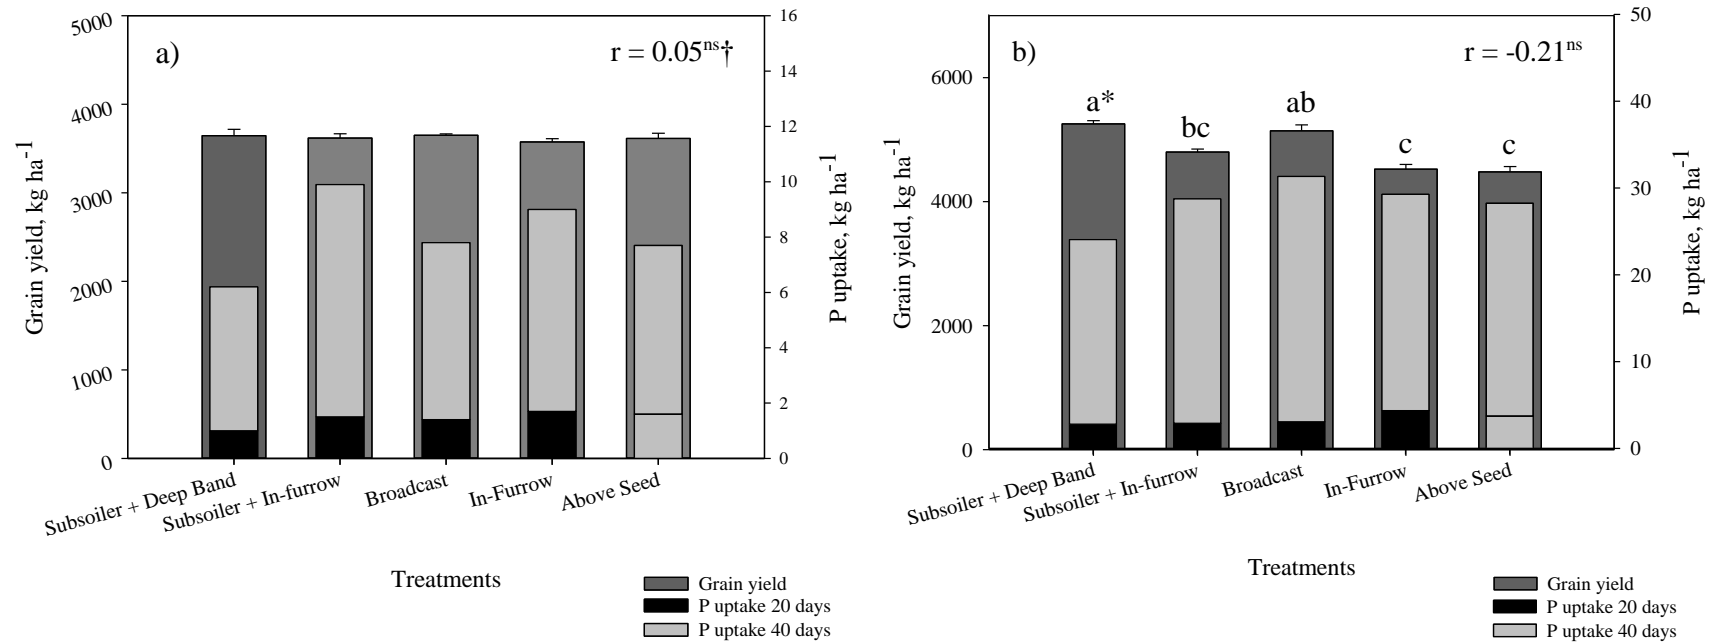 a)
r = 0.05ns†
5000
4000
3000
2000
1000
0
Grain yield, kg ha-1
16
14
12
10
8
6
4
2
0
P uptake, kg ha-1
Subsoiler + Deep Band
Subsoiler + In-furrow
Broadcast
In-Furrow
Above Seed
Treatments
Grain yield
P uptake 20 days
P uptake 40 days
b)
r = -0.21ns
6000
4000
2000
0
Grain yield, kg ha-1
a*
bc
ab
c
c
50
40
30
20
10
0
P uptake, kg ha-1
Subsoiler + Deep Band
Subsoiler + In-furrow
Broadcast
In-Furrow
Above Seed
Treatments
Grain yield
P uptake 20 days
P uptake 40 days